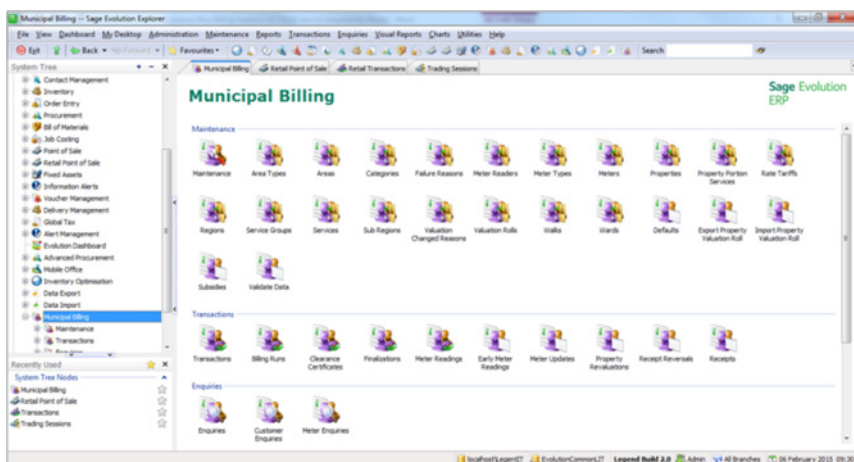 Municipal Billing — Sage Evolution Explorer
File View Dashboard My Desktop Administration Maintenance Reports Transactions Enquiries Visual Reports Charts Utilities Help
Exit Back Forward Favourites Search
System Tree
Contact Management
Inventory
Order Entry
Procurement
Bill of Materials
Job Costing
Point of Sale
Retail Point of Sale
Fixed Assets
Information Alerts
Voucher Management
Delivery Management
Global Tax
Alert Management
Evolution Dashboard
Advanced Procurement
Mobile Office
Inventory Optimisation
Data Export
Data Import
Municipal Billing
Maintenance
Transactions
Recently Used
System Tree Nodes
Municipal Billing
Retail Point of Sale
Transactions
Trading Sessions
Municipal Billing Retail Point of Sale Retail Transactions Trading Sessions
Municipal Billing
Sage Evolution
ERP
Maintenance
Maintenance Area Types Areas Categories Failure Reasons Meter Readers Meter Types Meters Properties Property Portion Services Rate Tariffs
Regions Service Groups Services Sub Regions Valuation Changed Reasons Valuation Rolls Walks Wards Defaults Export Property Valuation Roll Import Property Valuation Roll
Subsidies Validate Data
Transactions
Transactions Billing Runs Clearance Certificates Finalizations Meter Readings Early Meter Readings Meter Updates Property Revaluations Receipt Reversals Receipts
Enquiries
Enquiries Customer Enquiries Meter Enquiries
localhost\LegentIT EvolutionCommonLIT Legend Build 2.0 Admin All Branches 06 February 2015 09:30